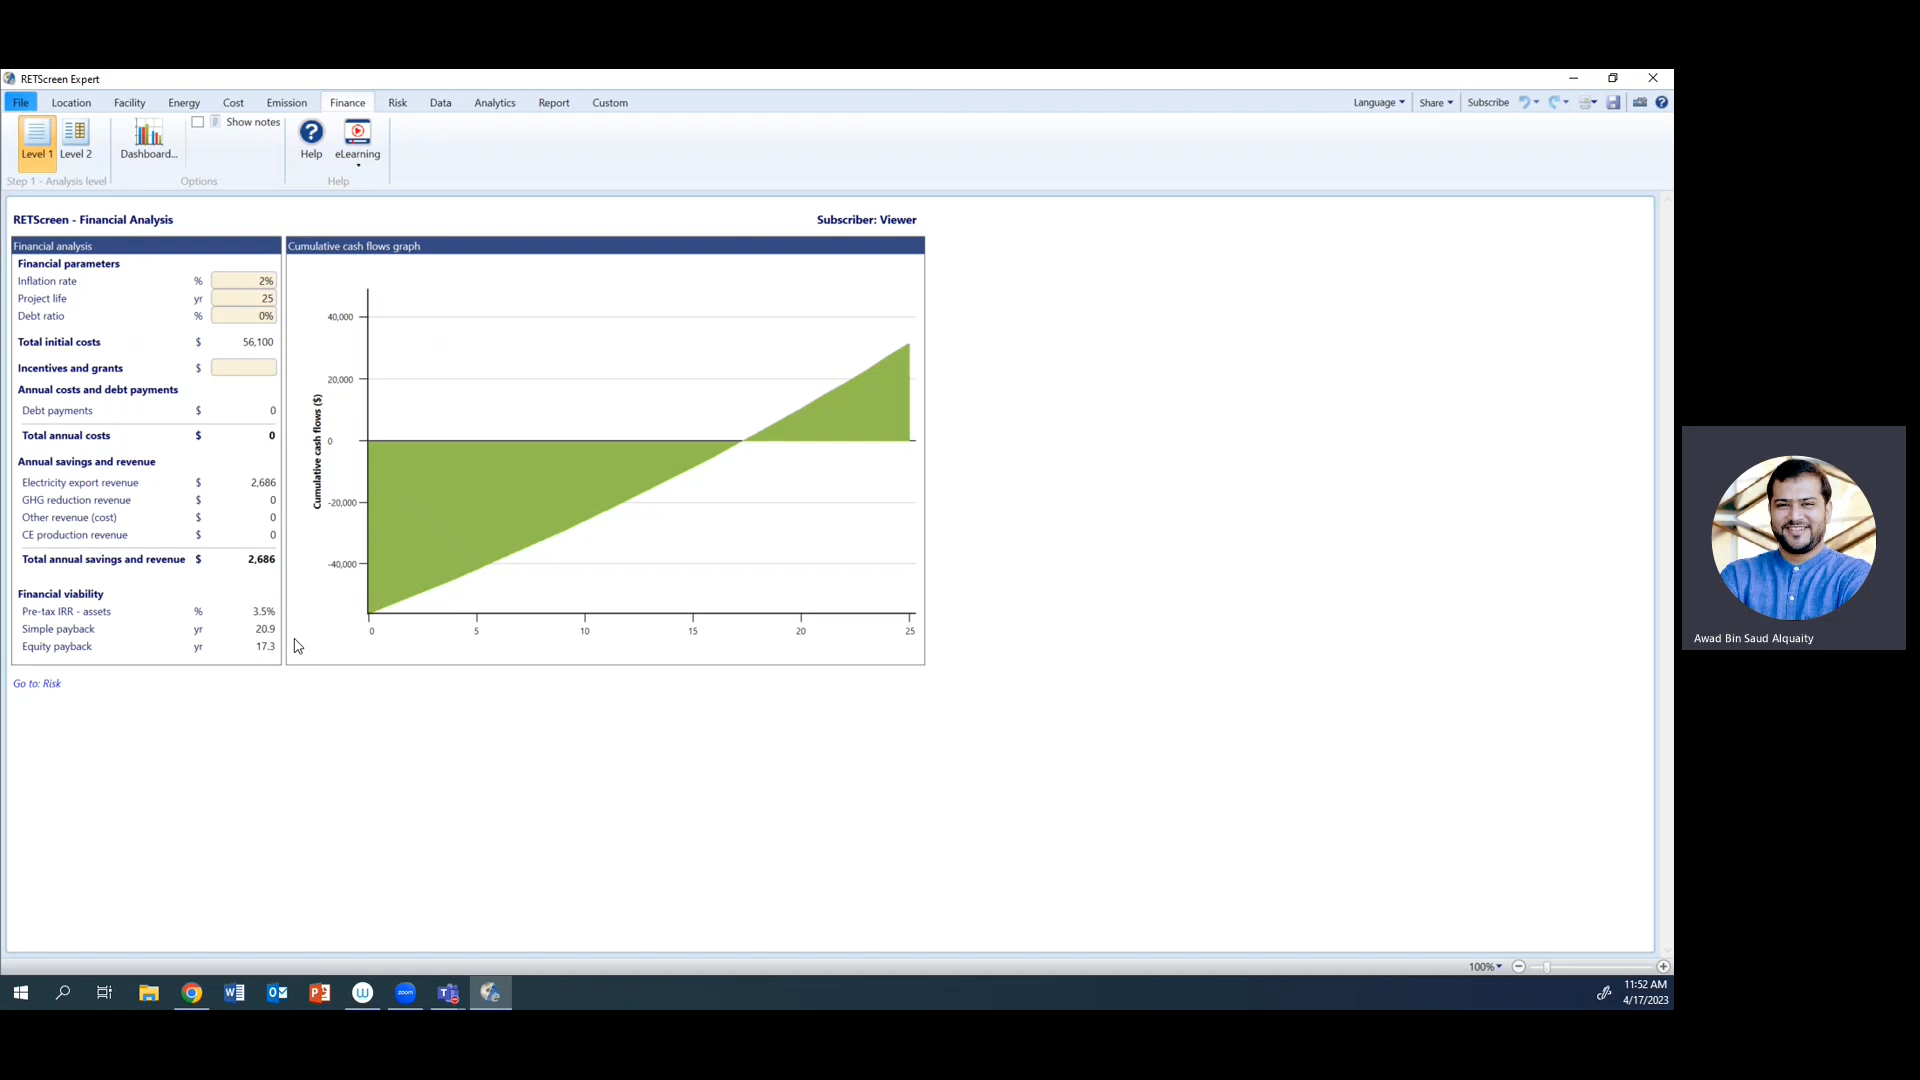 RETScreen Expert
File Location Facility Energy Cost Emission Finance Risk Data Analytics Report Custom Language Share Subscribe
Level 1 Level 2 Dashboard... Show notes Help eLearning
Step 1 - Analysis level Options Help
RETScreen - Financial Analysis Subscriber: Viewer
Financial analysis
Financial parameters
Inflation rate % 2%
Project life yr 25
Debt ratio % 0%
Total initial costs $ 56,100
Incentives and grants $
Annual costs and debt payments
Debt payments $ 0
Total annual costs $ 0
Annual savings and revenue
Electricity export revenue $ 2,686
GHG reduction revenue $ 0
Other revenue (cost) $ 0
CE production revenue $ 0
Total annual savings and revenue $ 2,686
Financial viability
Pre-tax IRR - assets % 3.5%
Simple payback yr 20.9
Equity payback yr 17.3
Go to: Risk
Cumulative cash flows graph
Cumulative cash flows ($)
40,000
20,000
0
-20,000
-40,000
0 5 10 15 20 25
Awad Bin Saud Alquaity
100%
zoom
11:52 AM
4/17/2023